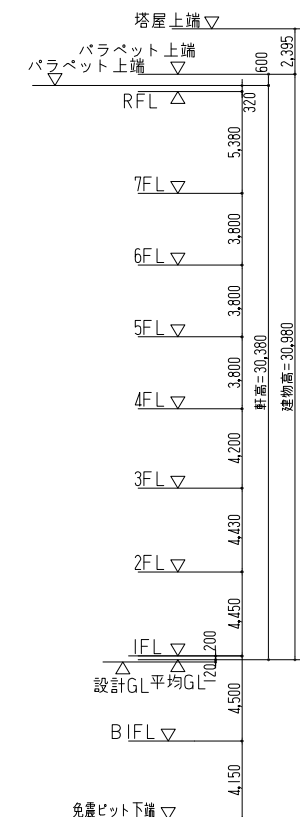 塔屋上端
2,395
パラペット上端
600
パラペット上端
RFL
320
5,380
7FL
3,800
6FL
3,800
5FL
3,800
軒高=30,380
建物高=30,980
4FL
4,200
3FL
4,430
2FL
4,450
1FL
200
設計GL
平均GL
120
4,500
B1FL
4,150
免震ピット下端